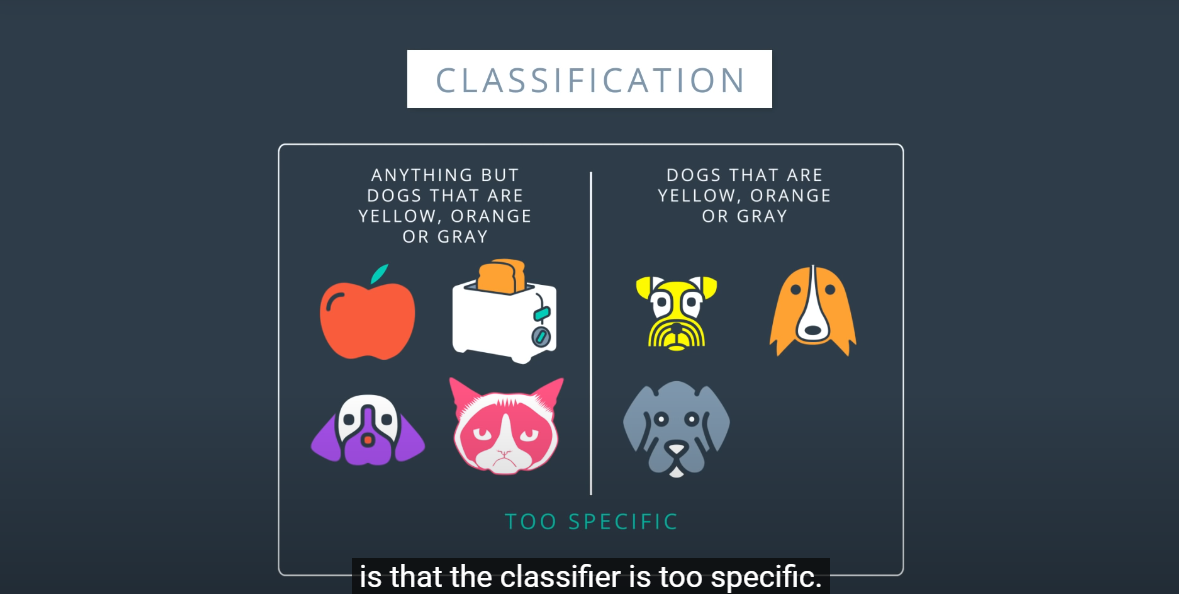 CLASSIFICATION
ANYTHING BUT
DOGS THAT ARE
YELLOW, ORANGE
OR GRAY
DOGS THAT ARE
YELLOW, ORANGE
OR GRAY
TOO SPECIFIC
is that the classifier is too specific.